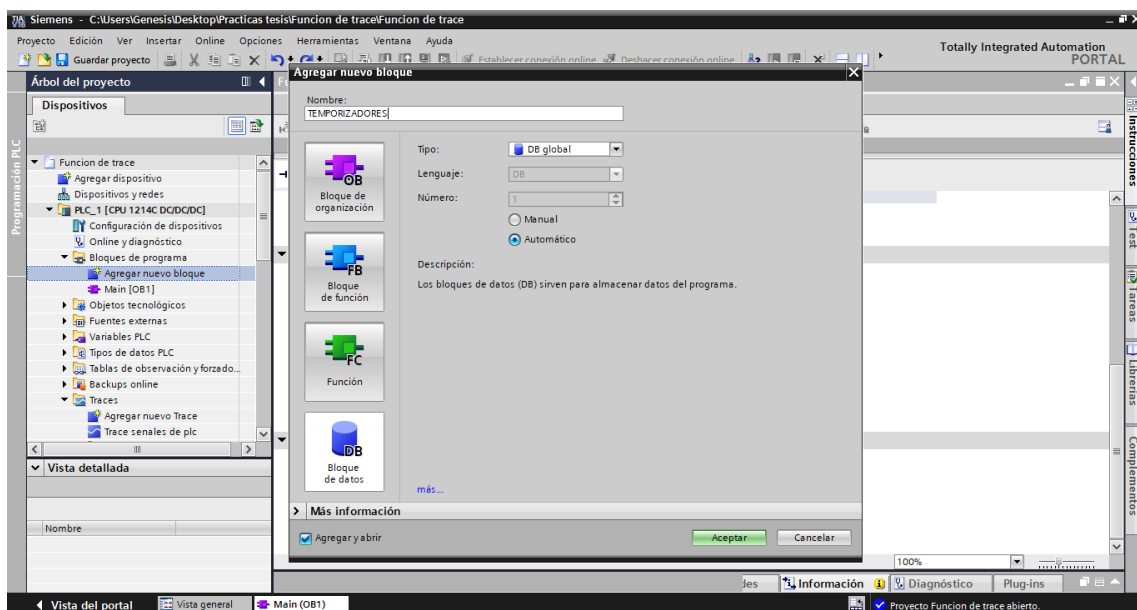 Siemens - C:\Users\Genesis\Desktop\Practicas tesis\Funcion de trace\Funcion de trace
Proyecto Edición Ver Insertar Online Opciones Herramientas Ventana Ayuda
Totally Integrated Automation
PORTAL
Guardar proyecto
Establecer conexión online
Deshacer conexión online
Árbol del proyecto
Dispositivos
Programación PLC
Funcion de trace
Agregar dispositivo
Dispositivos y redes
PLC_1 [CPU 1214C DC/DC/DC]
Configuración de dispositivos
Online y diagnóstico
Bloques de programa
Agregar nuevo bloque
Main [OB1]
Objetos tecnológicos
Fuentes externas
Variables PLC
Tipos de datos PLC
Tablas de observación y forzado...
Backups online
Traces
Agregar nuevo Trace
Trace senales de plc
Vista detallada
Nombre
Agregar nuevo bloque
Nombre:
TEMPORIZADORES
OB
Bloque de organización
FB
Bloque de función
FC
Función
DB
Bloque de datos
Tipo: DB global
Lenguaje: DB
Número: 1
Manual
Automático
Descripción:
Los bloques de datos (DB) sirven para almacenar datos del programa.
más...
Más información
Agregar y abrir
Aceptar
Cancelar
Instrucciones
Test
Tareas
Librerías
Complementos
100%
Información
Diagnóstico
Plug-ins
Vista del portal
Vista general
Main (OB1)
Proyecto Funcion de trace abierto.